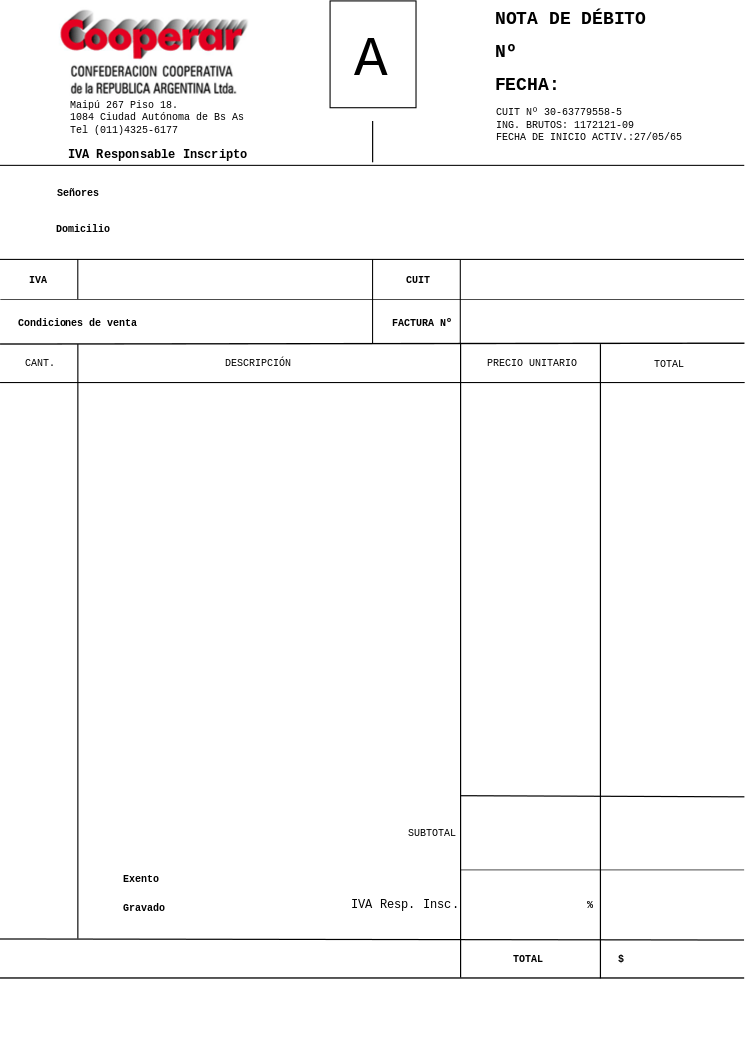 Cooperar
CONFEDERACION COOPERATIVA
de la REPUBLICA ARGENTINA Ltda.
Maipú 267 Piso 18.
1084 Ciudad Autónoma de Bs As
Tel (011)4325-6177
IVA Responsable Inscripto
A
NOTA DE DÉBITO
Nº
FECHA:
CUIT Nº 30-63779558-5
ING. BRUTOS: 1172121-09
FECHA DE INICIO ACTIV.:27/05/65
Señores
Domicilio
IVA CUIT
Condiciones de venta FACTURA Nº
CANT. DESCRIPCIÓN PRECIO UNITARIO TOTAL
SUBTOTAL
Exento
Gravado IVA Resp. Insc. %
TOTAL $